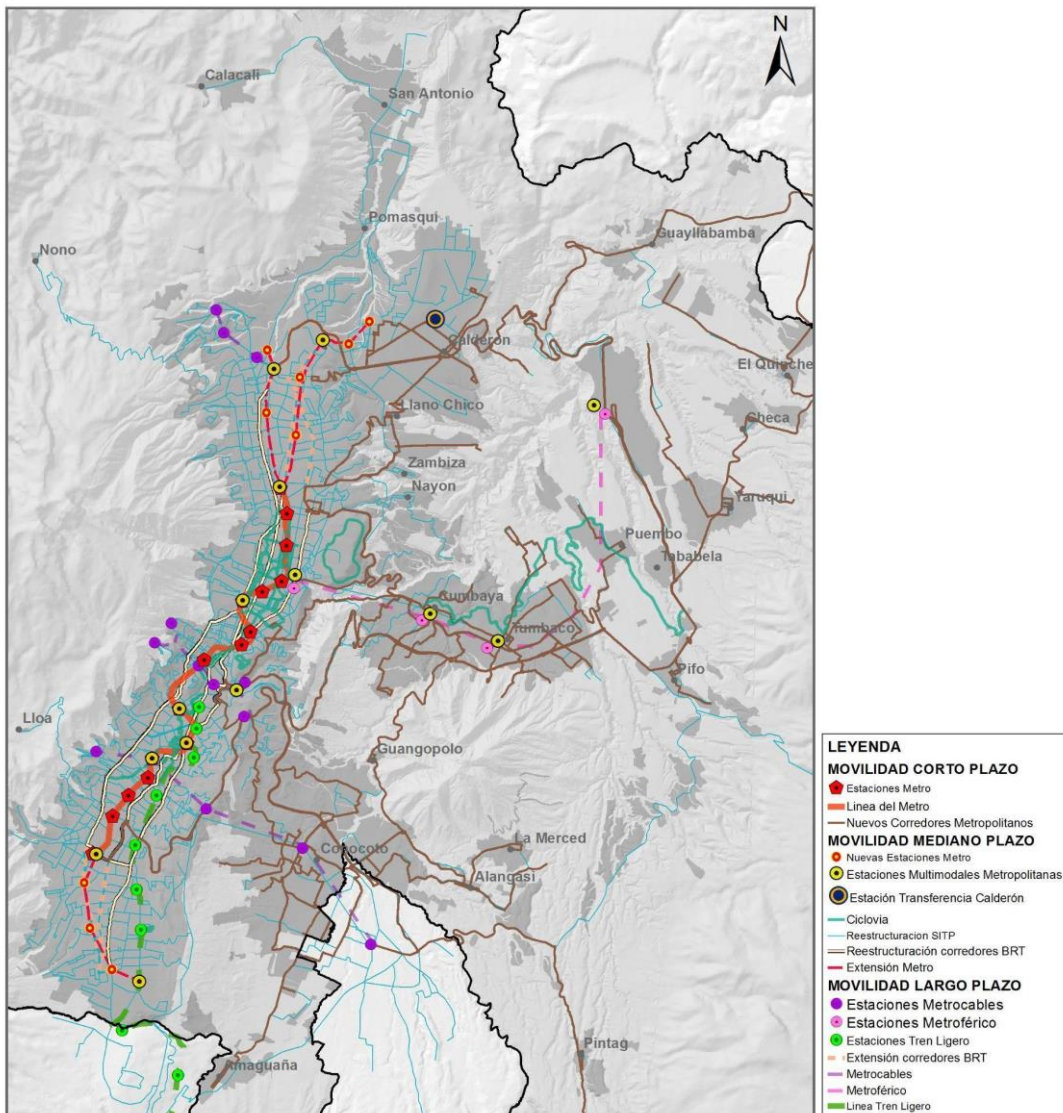 N
Calacali
San Antonio
Pomasqui
Nono
Guayllabamba
Calderon
El Quinche
Llano Chico
Checa
Zambiza
Nayon
Yaruqui
Puembo
Tababela
Cumbaya
Tumbaco
Pifo
Lloa
Guangopolo
La Merced
Conocoto
Alangasi
Amaguaña
Pintag
LEYENDA
MOVILIDAD CORTO PLAZO
Estaciones Metro
Linea del Metro
Nuevos Corredores Metropolitanos
MOVILIDAD MEDIANO PLAZO
Nuevas Estaciones Metro
Estaciones Multimodales Metropolitanas
Estación Transferencia Calderón
Ciclovia
Reestructuracion SITP
Reestructuración corredores BRT
Extensión Metro
MOVILIDAD LARGO PLAZO
Estaciones Metrocables
Estaciones Metroférico
Estaciones Tren Ligero
Extensión corredores BRT
Metrocables
Metroférico
Linea Tren Ligero